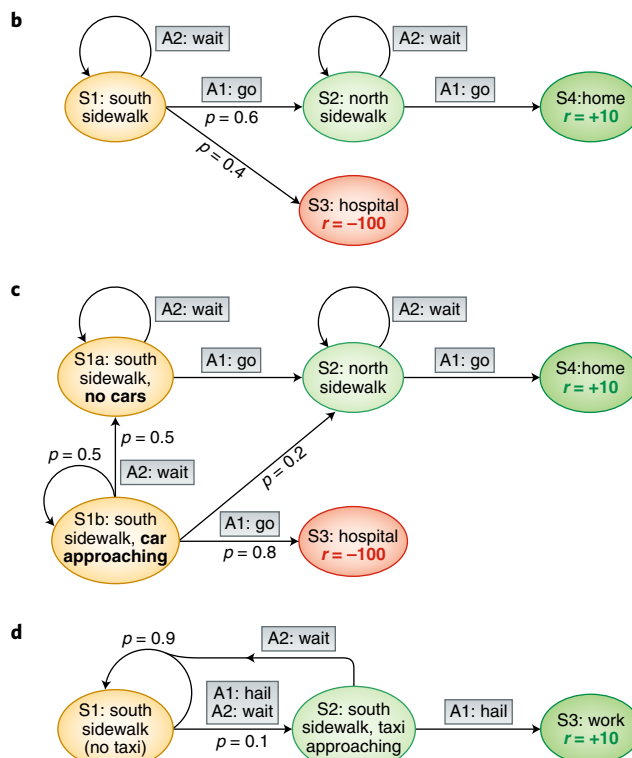 b
A2: wait
A2: wait
S1: south
sidewalk
A1: go
p = 0.6
S2: north
sidewalk
A1: go
S4:home
r = +10
p = 0.4
S3: hospital
r = –100
c
A2: wait
A2: wait
S1a: south
sidewalk,
no cars
A1: go
S2: north
sidewalk
A1: go
S4:home
r = +10
p = 0.5
p = 0.5
A2: wait
p = 0.2
S1b: south
sidewalk, car
approaching
A1: go
p = 0.8
S3: hospital
r = –100
d
p = 0.9
A2: wait
S1: south
sidewalk
(no taxi)
A1: hail
A2: wait
p = 0.1
S2: south
sidewalk, taxi
approaching
A1: hail
S3: work
r = +10